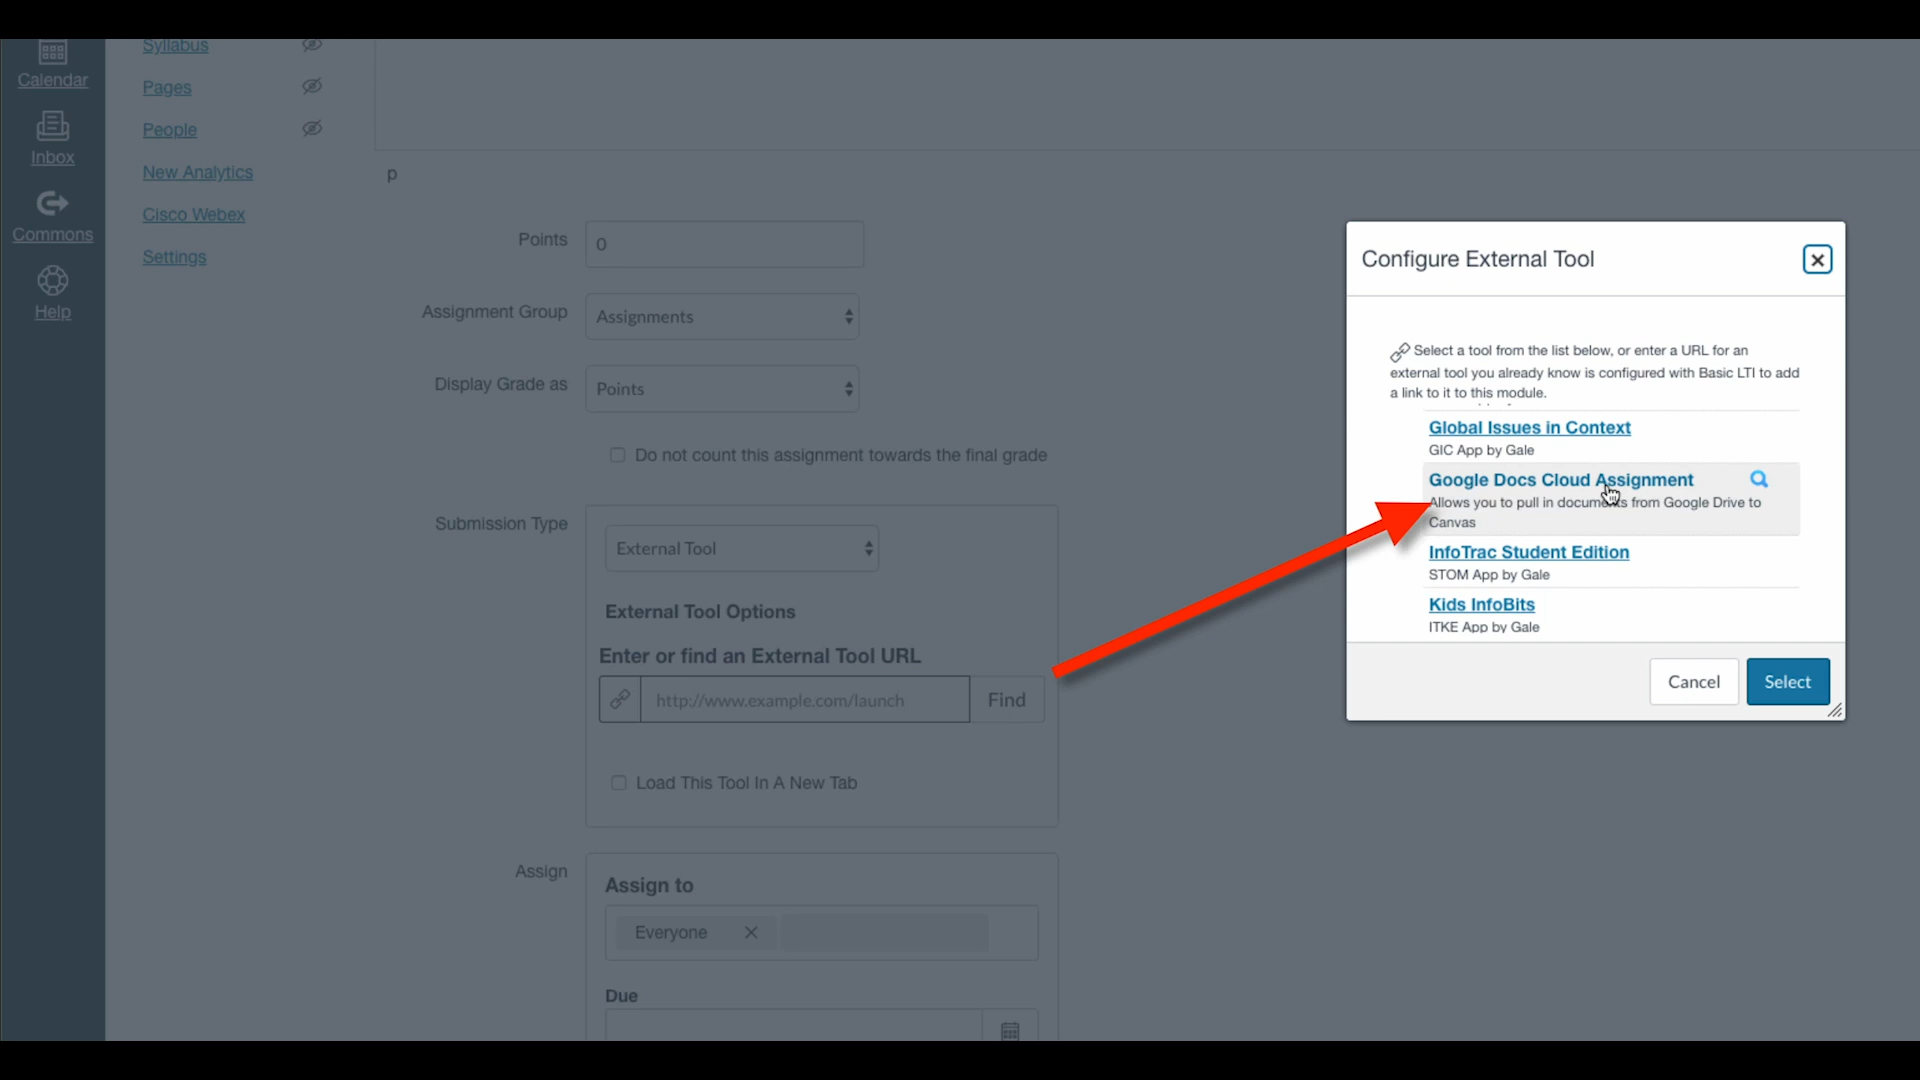 Calendar
Inbox
Commons
Help
Syllabus
Pages
People
New Analytics
Cisco Webex
Settings
p
Points
0
Assignment Group
Assignments
Display Grade as
Points
Do not count this assignment towards the final grade
Submission Type
External Tool
External Tool Options
Enter or find an External Tool URL
http://www.example.com/launch
Find
Load This Tool In A New Tab
Assign
Assign to
Everyone
Due
Configure External Tool
Select a tool from the list below, or enter a URL for an
external tool you already know is configured with Basic LTI to add
a link to it to this module.
Global Issues in Context
GIC App by Gale
Google Docs Cloud Assignment
Allows you to pull in documents from Google Drive to
Canvas
InfoTrac Student Edition
STOM App by Gale
Kids InfoBits
ITKE App by Gale
Cancel
Select